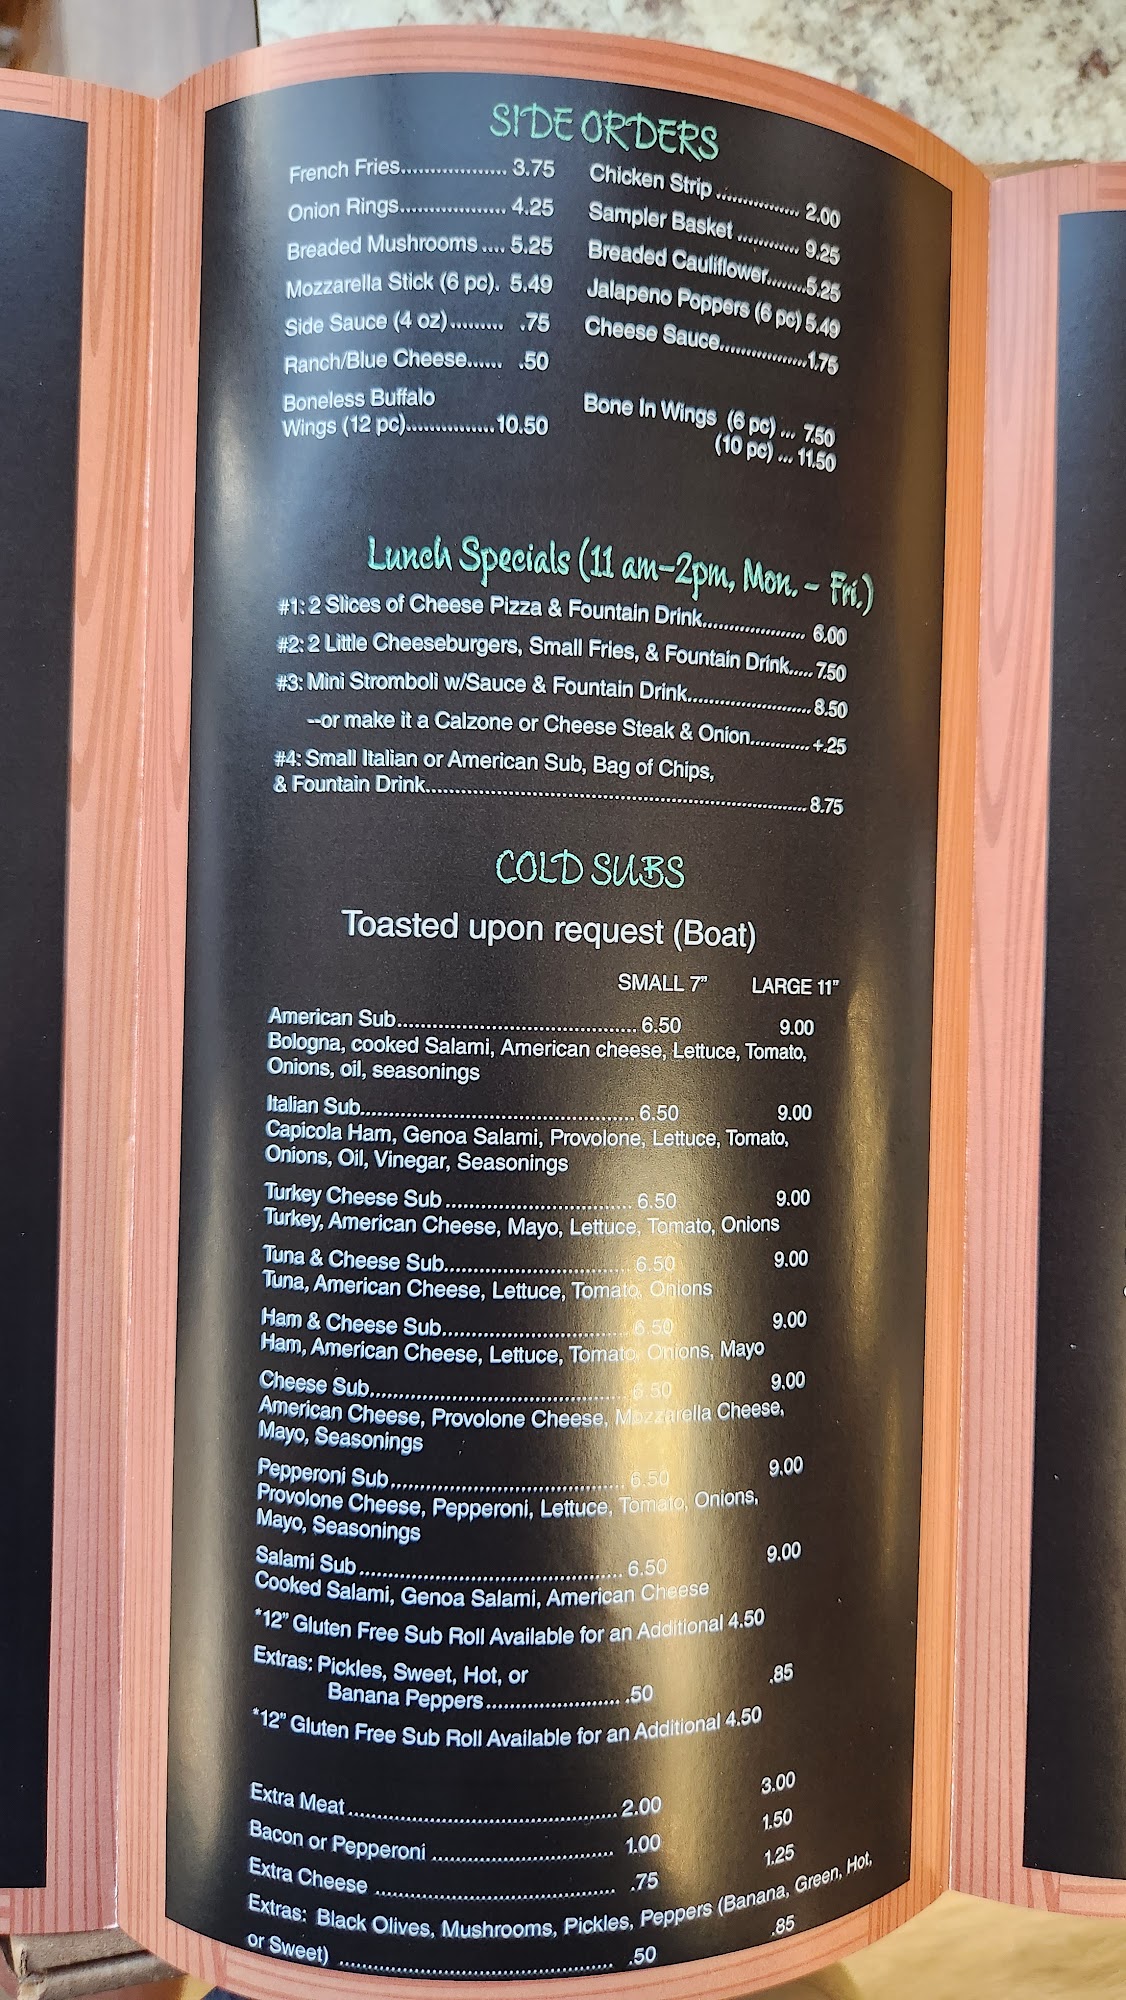 SIDE ORDERS
French Fries.................. 3.75
Onion Rings.................. 4.25
Breaded Mushrooms .... 5.25
Mozzarella Stick (6 pc). 5.49
Side Sauce (4 oz)......... .75
Ranch/Blue Cheese...... .50
Boneless Buffalo
Wings (12 pc)...............10.50
Chicken Strip ............... 2.00
Sampler Basket ............ 9.25
Breaded Cauliflower........5.25
Jalapeno Poppers (6 pc) 5.49
Cheese Sauce.................1.75
Bone In Wings (6 pc) ... 7.50
(10 pc) ... 11.50
Lunch Specials (11 am-2pm, Mon. - Fri.)
#1: 2 Slices of Cheese Pizza & Fountain Drink..................... 6.00
#2: 2 Little Cheeseburgers, Small Fries, & Fountain Drink..... 7.50
#3: Mini Stromboli w/Sauce & Fountain Drink......................... 8.50
--or make it a Calzone or Cheese Steak & Onion............ +.25
#4: Small Italian or American Sub, Bag of Chips,
& Fountain Drink................................................................................ 8.75
COLD SUBS
Toasted upon request (Boat)
SMALL 7" LARGE 11"
American Sub........................................ 6.50 9.00
Bologna, cooked Salami, American cheese, Lettuce, Tomato,
Onions, oil, seasonings
Italian Sub.............................................. 6.50 9.00
Capicola Ham, Genoa Salami, Provolone, Lettuce, Tomato,
Onions, Oil, Vinegar, Seasonings
Turkey Cheese Sub ................................ 6.50 9.00
Turkey, American Cheese, Mayo, Lettuce, Tomato, Onions
Tuna & Cheese Sub................................ 6.50 9.00
Tuna, American Cheese, Lettuce, Tomato, Onions
Ham & Cheese Sub................................ 6.50 9.00
Ham, American Cheese, Lettuce, Tomato, Onions, Mayo
Cheese Sub............................................ 6.50 9.00
American Cheese, Provolone Cheese, Mozzarella Cheese,
Mayo, Seasonings
Pepperoni Sub........................................ 6.50 9.00
Provolone Cheese, Pepperoni, Lettuce, Tomato, Onions,
Mayo, Seasonings
Salami Sub ............................................. 6.50 9.00
Cooked Salami, Genoa Salami, American Cheese
*12" Gluten Free Sub Roll Available for an Additional 4.50
Extras: Pickles, Sweet, Hot, or
Banana Peppers ....................... .50 .85
*12" Gluten Free Sub Roll Available for an Additional 4.50
Extra Meat .............................................. 2.00 3.00
Bacon or Pepperoni ............................... 1.00 1.50
Extra Cheese ......................................... .75 1.25
Extras: Black Olives, Mushrooms, Pickles, Peppers (Banana, Green, Hot,
or Sweet) .............................................. .50 .85